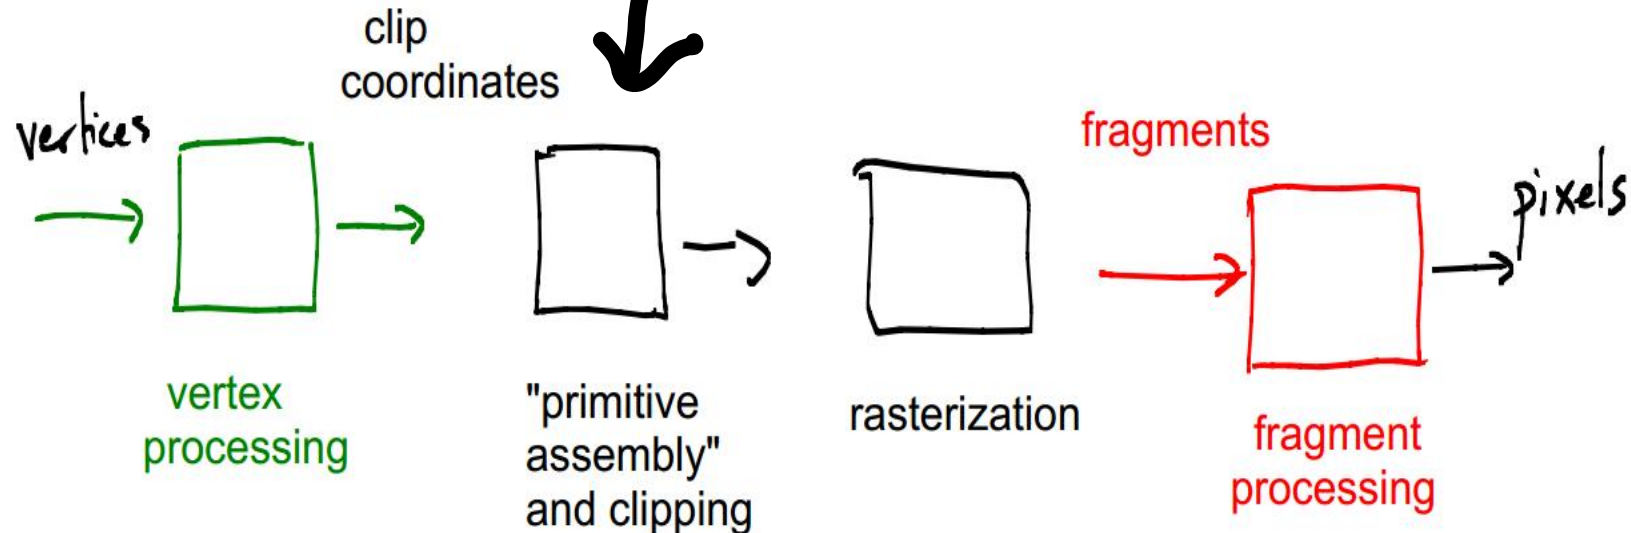 clip
coordinates
vertices
fragments
pixels
vertex
processing
"primitive
assembly"
and clipping
rasterization
fragment
processing